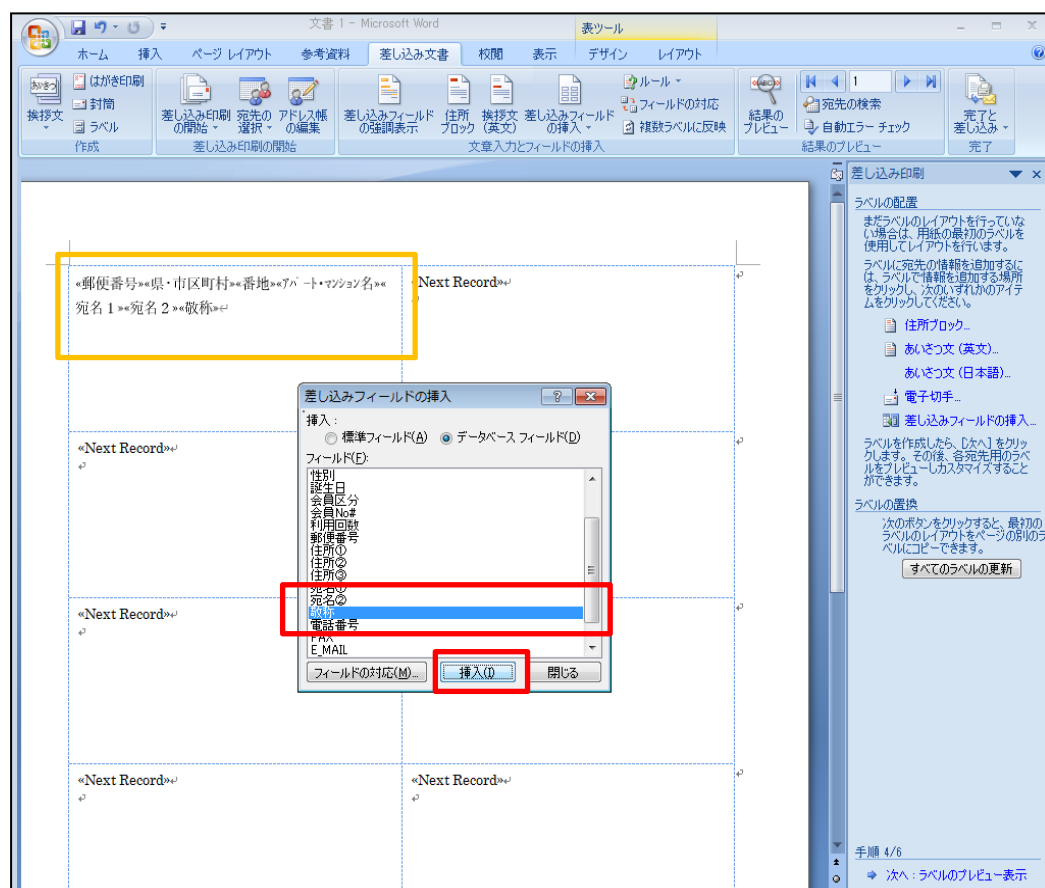 文書 1 - Microsoft Word
表ツール
ホーム 挿入 ページ レイアウト 参考資料 差し込み文書 校閲 表示 デザイン レイアウト
挨拶文
はがき印刷
封筒
ラベル
作成
差し込み印刷の開始
宛先の選択
アドレス帳の編集
差し込み印刷の開始
差し込みフィールドの強調表示
住所ブロック
挨拶文(英文)
差し込みフィールドの挿入
ルール
フィールドの対応
複数ラベルに反映
文章入力とフィールドの挿入
結果のプレビュー
1
宛先の検索
自動エラー チェック
結果のプレビュー
完了と差し込み
完了
«郵便番号»«県・市区町村»«番地»«アパート・マンション名»«
宛名 1»«宛名 2»«敬称»↵
«Next Record»↵
«Next Record»↵
«Next Record»↵
«Next Record»↵
«Next Record»↵
差し込みフィールドの挿入
挿入 :
標準フィールド(A) データベース フィールド(D)
フィールド(F):
性別
誕生日
会員区分
会員No#
利用回数
郵便番号
住所①
住所②
住所③
宛名①
宛名②
敬称
電話番号
FAX
E_MAIL
フィールドの対応(M)... 挿入(I) 閉じる
差し込み印刷
ラベルの配置
まだラベルのレイアウトを行っていな
い場合は、用紙の最初のラベルを
使用してレイアウトを行います。
ラベルに宛先の情報を追加するに
は、ラベルで情報を追加する場所
をクリックし、次のいずれかのアイテ
ムをクリックしてください。
住所ブロック...
あいさつ文 (英文)...
あいさつ文 (日本語)...
電子切手...
差し込みフィールドの挿入...
ラベルを作成したら、[次へ] をクリッ
クします。その後、各宛先用のラベ
ルをプレビューしカスタマイズすること
ができます。
ラベルの置換
次のボタンをクリックすると、最初の
ラベルのレイアウトをページの別のラ
ベルにコピーできます。
すべてのラベルの更新
手順 4/6
次へ : ラベルのプレビュー表示